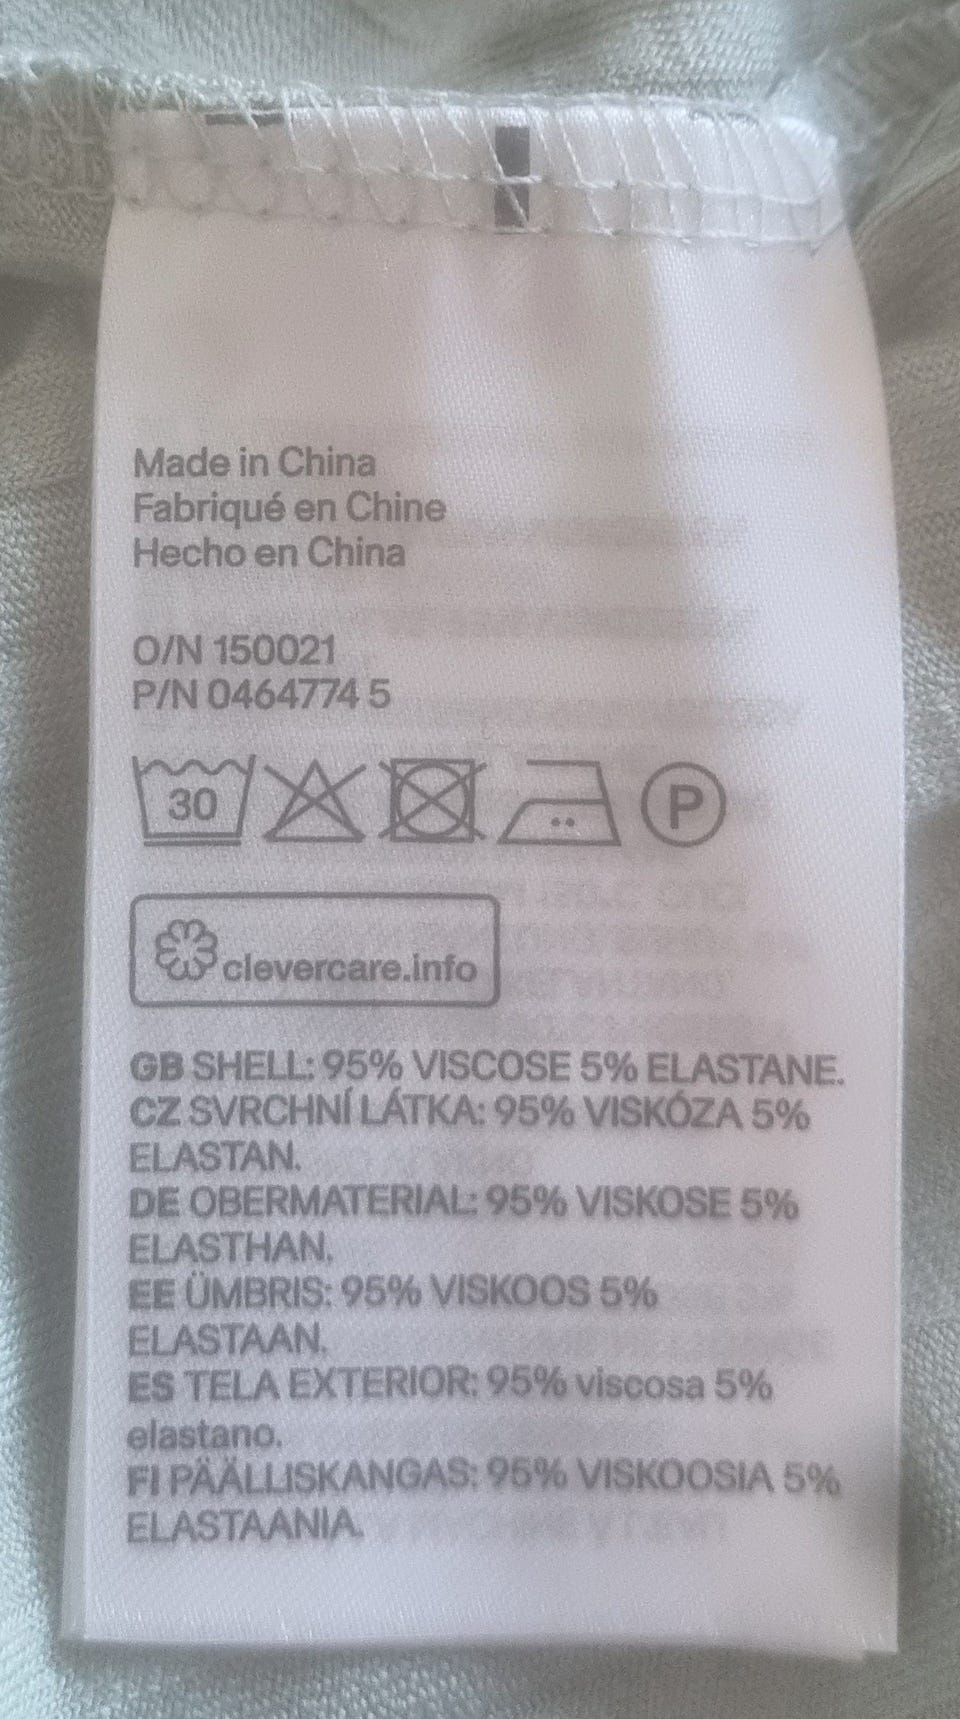 Made in China
Fabriqué en Chine
Hecho en China
O/N 150021
P/N 0464774 5
30 P
clevercare.info
GB SHELL: 95% VISCOSE 5% ELASTANE.
CZ SVRCHNÍ LÁTKA: 95% VISKÓZA 5%
ELASTAN.
DE OBERMATERIAL: 95% VISKOSE 5%
ELASTHAN.
EE ÜMBRIS: 95% VISKOOS 5%
ELASTAAN.
ES TELA EXTERIOR: 95% viscosa 5%
elastano.
FI PÄÄLLISKANGAS: 95% VISKOOSIA 5%
ELASTAANIA.